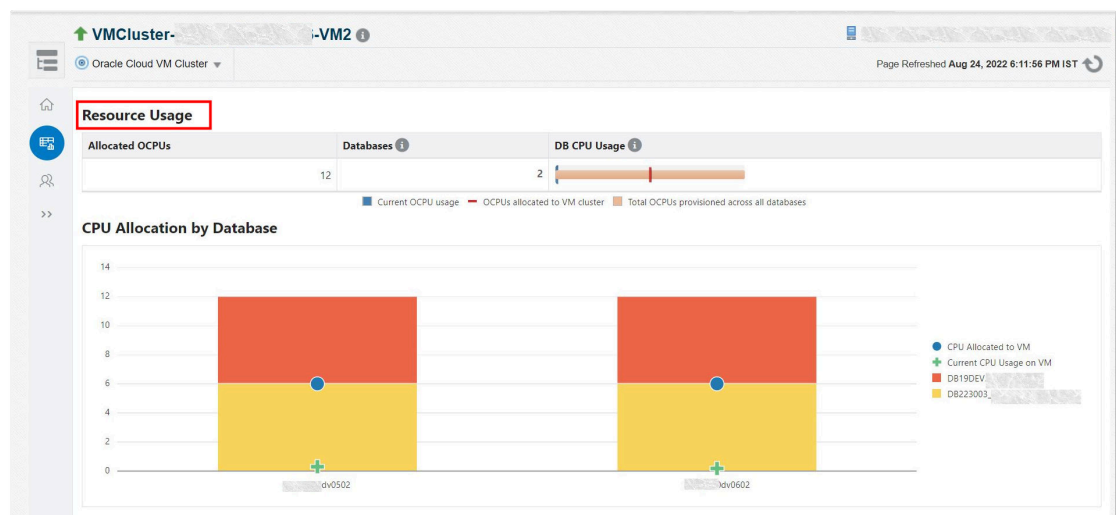 VMCluster- -VM2
Oracle Cloud VM Cluster
Page Refreshed Aug 24, 2022 6:11:56 PM IST
Resource Usage
Allocated OCPUs Databases DB CPU Usage
12 2
Current OCPU usage OCPUs allocated to VM cluster Total OCPUs provisioned across all databases
CPU Allocation by Database
14
12
10
8
6
4
2
0
CPU Allocated to VM
Current CPU Usage on VM
DB19DEV
DB223003_
dv0502 dv0602